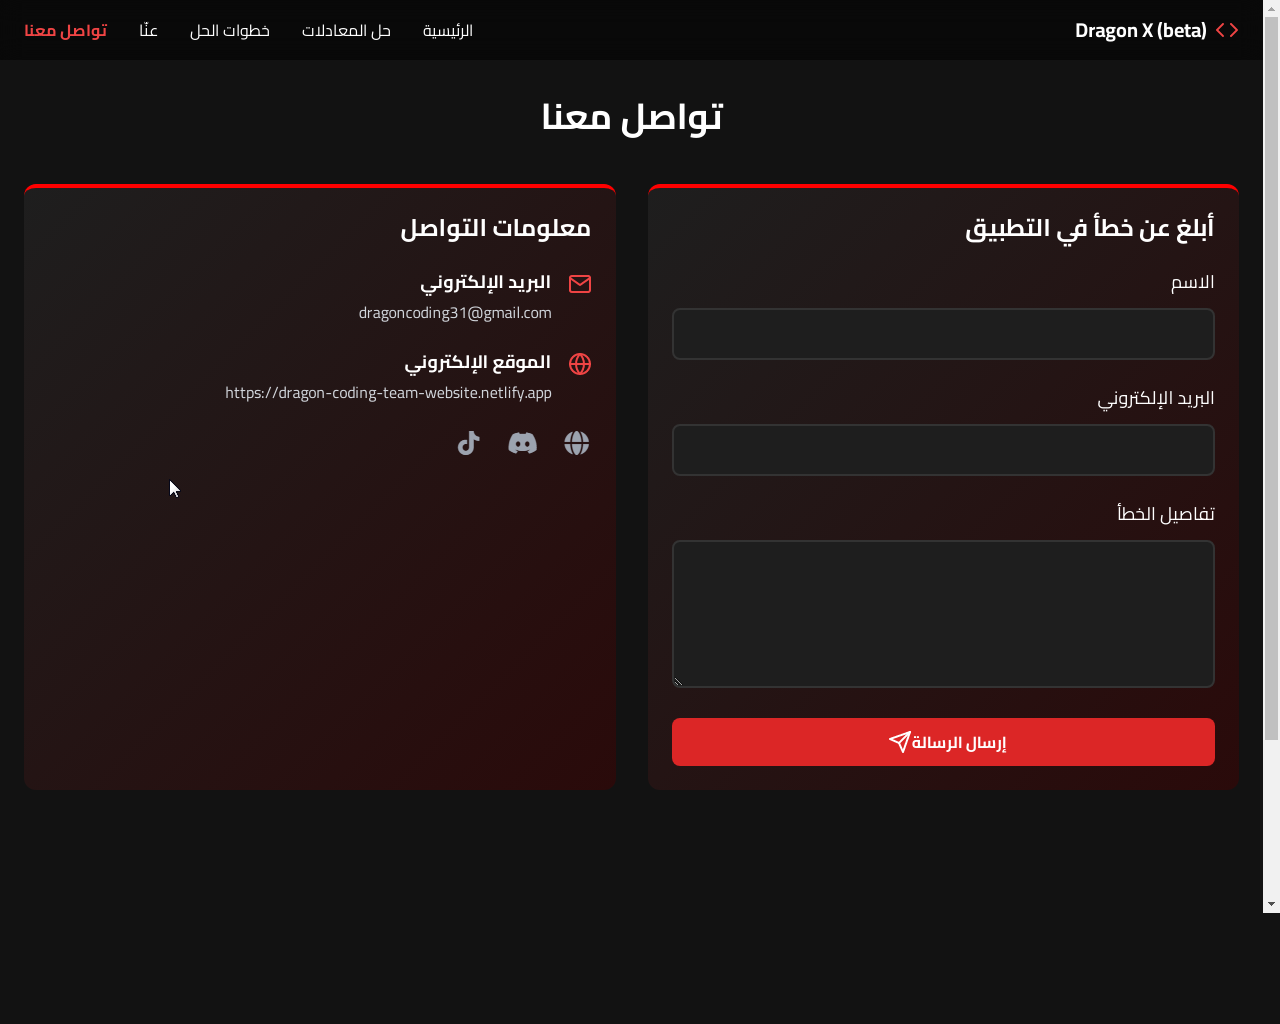 Dragon X (beta)
الرئيسية
حل المعادلات
خطوات الحل
عنّا
تواصل معنا
تواصل معنا
أبلغ عن خطأ في التطبيق
الاسم
البريد الإلكتروني
تفاصيل الخطأ
إرسال الرسالة
معلومات التواصل
البريد الإلكتروني
dragoncoding31@gmail.com
الموقع الإلكتروني
https://dragon-coding-team-website.netlify.app